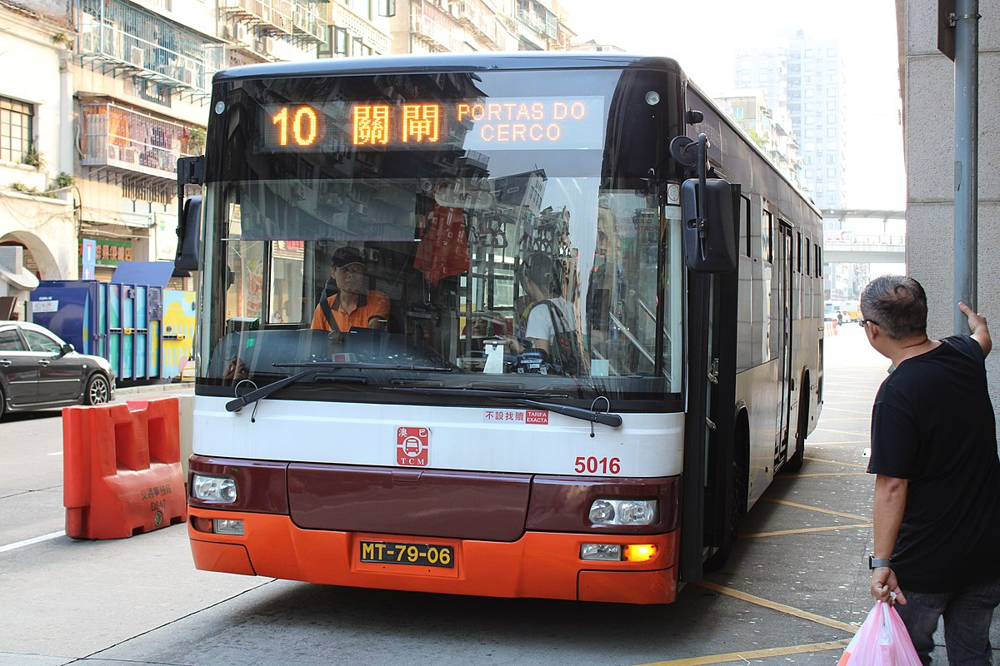 10 關閘 PORTAS DO
CERCO
不設找贖 TARIFA
EXACTA
澳巴
TCM
5016
MT-79-06
DSAT